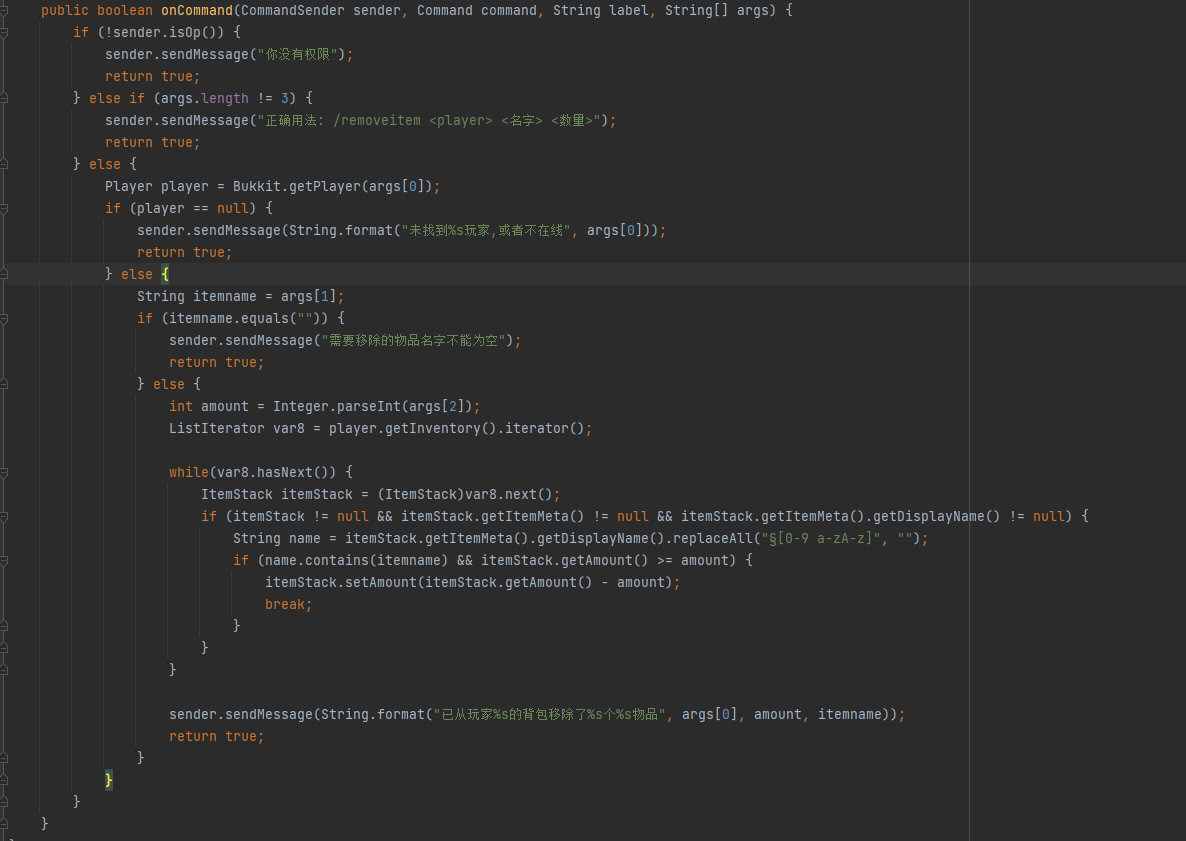 public boolean onCommand(CommandSender sender, Command command, String label, String[] args) {
if (!sender.isOp()) {
sender.sendMessage("你没有权限");
return true;
} else if (args.length != 3) {
sender.sendMessage("正确用法: /removeitem <player> <名字> <数量>");
return true;
} else {
Player player = Bukkit.getPlayer(args[0]);
if (player == null) {
sender.sendMessage(String.format("未找到%s玩家,或者不在线", args[0]));
return true;
} else {
String itemname = args[1];
if (itemname.equals("")) {
sender.sendMessage("需要移除的物品名字不能为空");
return true;
} else {
int amount = Integer.parseInt(args[2]);
ListIterator var8 = player.getInventory().iterator();
while(var8.hasNext()) {
ItemStack itemStack = (ItemStack)var8.next();
if (itemStack != null && itemStack.getItemMeta() != null && itemStack.getItemMeta().getDisplayName() != null) {
String name = itemStack.getItemMeta().getDisplayName().replaceAll("§[0-9 a-zA-z]", "");
if (name.contains(itemname) && itemStack.getAmount() >= amount) {
itemStack.setAmount(itemStack.getAmount() - amount);
break;
}
}
}
sender.sendMessage(String.format("已从玩家%s的背包移除了%s个%s物品", args[0], amount, itemname));
return true;
}
}
}
}